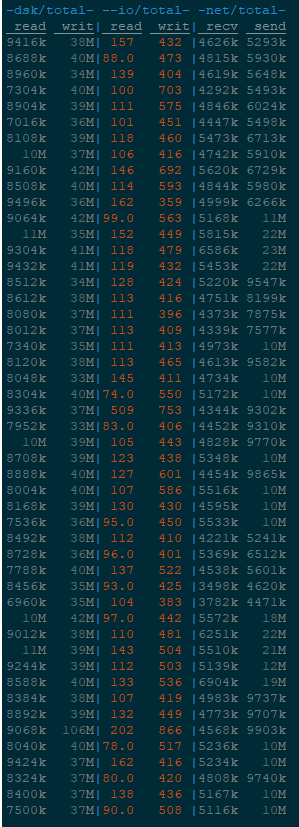 -dsk/total- --io/total- -net/total-
 read  writ| read  writ| recv  send
9416k   38M| 157   432 |4626k 5293k
8688k   40M|88.0   473 |4815k 5930k
8960k   34M| 139   404 |4619k 5648k
7304k   40M| 100   703 |4292k 5493k
8904k   39M| 111   575 |4846k 6024k
7016k   36M| 101   451 |4447k 5498k
8108k   39M| 118   460 |5473k 6713k
  10M   37M| 106   416 |4742k 5910k
9160k   42M| 146   692 |5620k 6729k
8508k   40M| 114   593 |4844k 5980k
9496k   36M| 162   359 |4999k 6266k
9064k   42M|99.0   563 |5168k   11M
  11M   35M| 152   449 |5815k   22M
9304k   41M| 118   479 |6586k   23M
9432k   41M| 119   432 |5453k   22M
8512k   34M| 128   424 |5220k 9547k
8612k   38M| 113   416 |4751k 8199k
8080k   37M| 111   396 |4373k 7875k
8012k   37M| 113   409 |4339k 7577k
7340k   35M| 111   413 |4973k   10M
8120k   38M| 113   465 |4613k 9582k
8048k   33M| 145   411 |4734k   10M
8304k   40M|74.0   550 |5172k   10M
9336k   37M| 509   753 |4344k 9302k
7952k   33M|83.0   406 |4452k 9310k
  10M   39M| 105   443 |4828k 9770k
8708k   39M| 123   438 |5348k   10M
8888k   40M| 127   601 |4454k 9865k
8004k   40M| 107   586 |5516k   10M
8168k   39M| 130   430 |4595k   10M
7536k   36M|95.0   450 |5533k   10M
8492k   38M| 112   410 |4221k 5241k
8728k   36M|96.0   401 |5369k 6512k
7788k   40M| 137   522 |4538k 5601k
8456k   35M|93.0   425 |3498k 4620k
6960k   35M| 104   383 |3782k 4471k
  10M   42M|97.0   442 |5572k   18M
9012k   38M| 110   481 |6251k   22M
  11M   39M| 143   504 |5510k   21M
9244k   39M| 112   503 |5139k   12M
8588k   40M| 133   536 |6904k   19M
8384k   38M| 107   419 |4983k 9737k
8892k   39M| 132   449 |4773k 9707k
9068k  106M| 202   866 |4568k 9903k
8040k   40M|78.0   517 |5236k   10M
9424k   37M| 162   416 |5234k   10M
8324k   37M|80.0   420 |4808k 9740k
8400k   37M| 138   436 |5167k   10M
7500k   37M|90.0   508 |5116k   10M